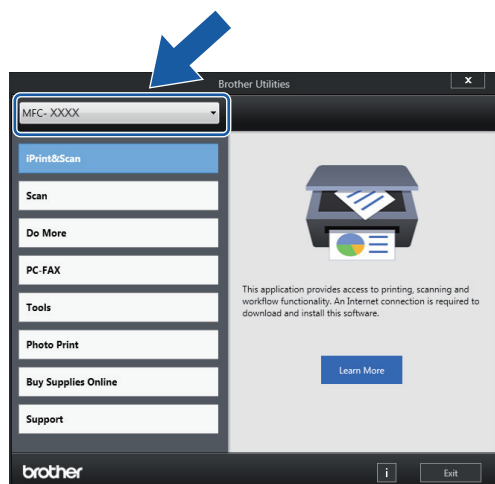 Brother Utilities
x
MFC- XXXX
iPrint&Scan
Scan
Do More
PC-FAX
Tools
Photo Print
Buy Supplies Online
Support
This application provides access to printing, scanning and
workflow functionality. An Internet connection is required to
download and install this software.
Learn More
brother
i
Exit